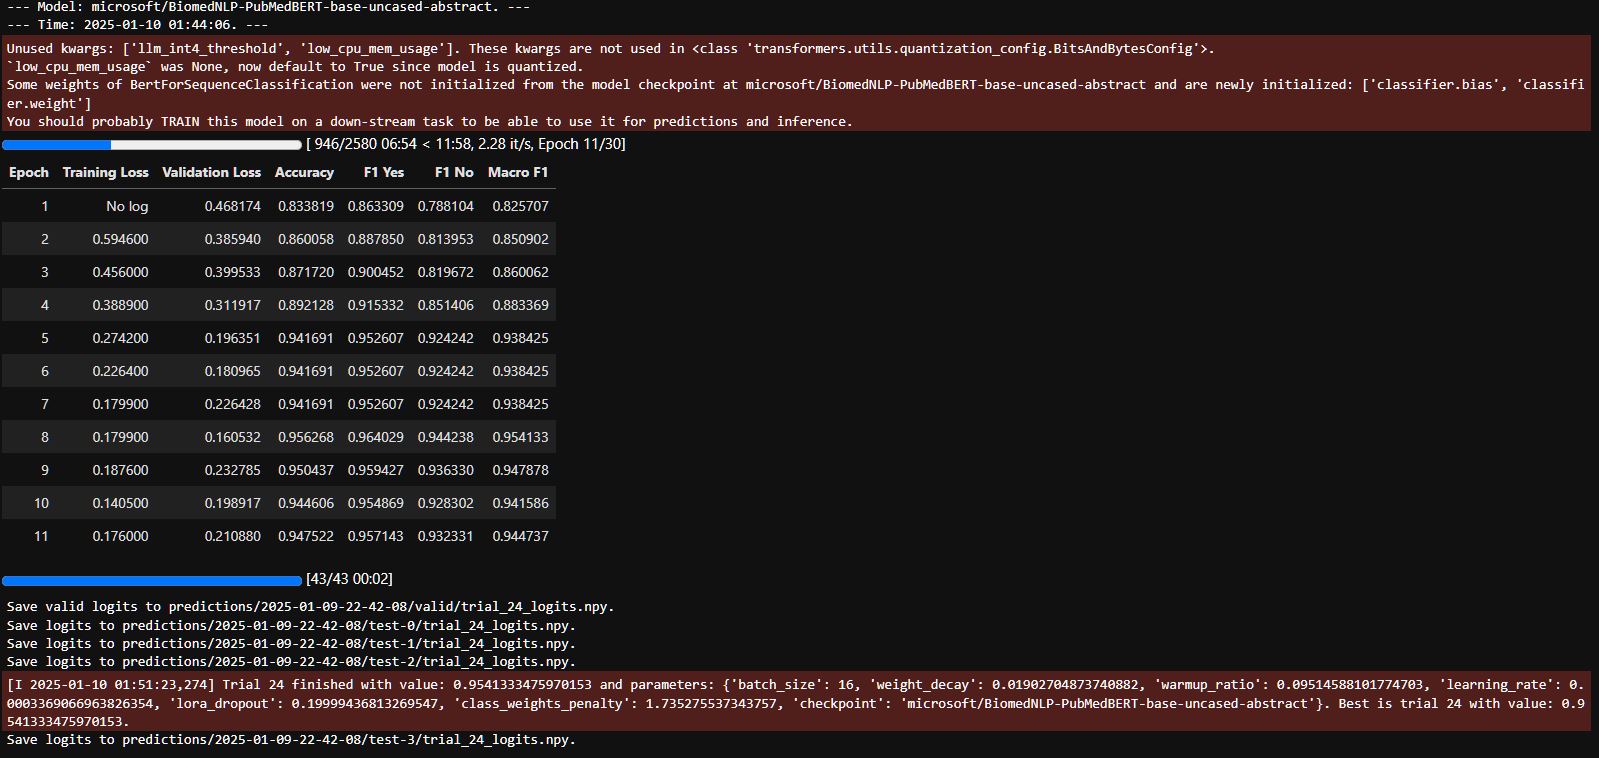 --- Model: microsoft/BiomedNLP-PubMedBERT-base-uncased-abstract. ---
--- Time: 2025-01-10 01:44:06. ---
Unused kwargs: ['llm_int4_threshold', 'low_cpu_mem_usage']. These kwargs are not used in <class 'transformers.utils.quantization_config.BitsAndBytesConfig'>.
`low_cpu_mem_usage` was None, now default to True since model is quantized.
Some weights of BertForSequenceClassification were not initialized from the model checkpoint at microsoft/BiomedNLP-PubMedBERT-base-uncased-abstract and are newly initialized: ['classifier.bias', 'classifi
er.weight']
You should probably TRAIN this model on a down-stream task to be able to use it for predictions and inference.
[ 946/2580 06:54 < 11:58, 2.28 it/s, Epoch 11/30]
Epoch Training Loss Validation Loss Accuracy F1 Yes F1 No Macro F1
1 No log 0.468174 0.833819 0.863309 0.788104 0.825707
2 0.594600 0.385940 0.860058 0.887850 0.813953 0.850902
3 0.456000 0.399533 0.871720 0.900452 0.819672 0.860062
4 0.388900 0.311917 0.892128 0.915332 0.851406 0.883369
5 0.274200 0.196351 0.941691 0.952607 0.924242 0.938425
6 0.226400 0.180965 0.941691 0.952607 0.924242 0.938425
7 0.179900 0.226428 0.941691 0.952607 0.924242 0.938425
8 0.179900 0.160532 0.956268 0.964029 0.944238 0.954133
9 0.187600 0.232785 0.950437 0.959427 0.936330 0.947878
10 0.140500 0.198917 0.944606 0.954869 0.928302 0.941586
11 0.176000 0.210880 0.947522 0.957143 0.932331 0.944737
[43/43 00:02]
Save valid logits to predictions/2025-01-09-22-42-08/valid/trial_24_logits.npy.
Save logits to predictions/2025-01-09-22-42-08/test-0/trial_24_logits.npy.
Save logits to predictions/2025-01-09-22-42-08/test-1/trial_24_logits.npy.
Save logits to predictions/2025-01-09-22-42-08/test-2/trial_24_logits.npy.
[I 2025-01-10 01:51:23,274] Trial 24 finished with value: 0.9541333475970153 and parameters: {'batch_size': 16, 'weight_decay': 0.01902704873740882, 'warmup_ratio': 0.09514588101774703, 'learning_rate': 0.
0003369066963826354, 'lora_dropout': 0.19999436813269547, 'class_weights_penalty': 1.735275537343757, 'checkpoint': 'microsoft/BiomedNLP-PubMedBERT-base-uncased-abstract'}. Best is trial 24 with value: 0.9
541333475970153.
Save logits to predictions/2025-01-09-22-42-08/test-3/trial_24_logits.npy.